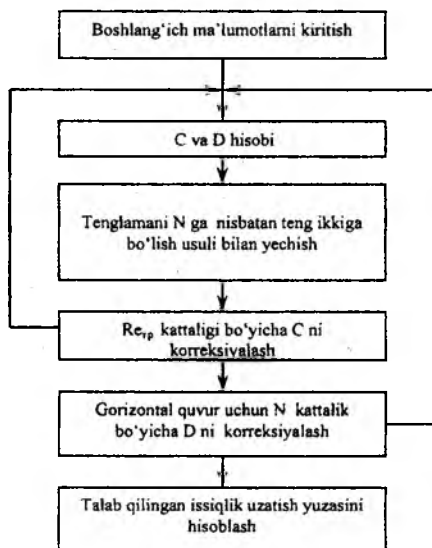 Boshlang‘ich ma’lumotlarni kiritish
C va D hisobi
Tenglamani N ga nisbatan teng ikkiga
bo‘lish usuli bilan yechish
Reтр kattaligi bo‘yicha C ni
korreksiyalash
Gorizontal quvur uchun N kattalik
bo‘yicha D ni korreksiyalash
Talab qilingan issiqlik uzatish yuzasini
hisoblash